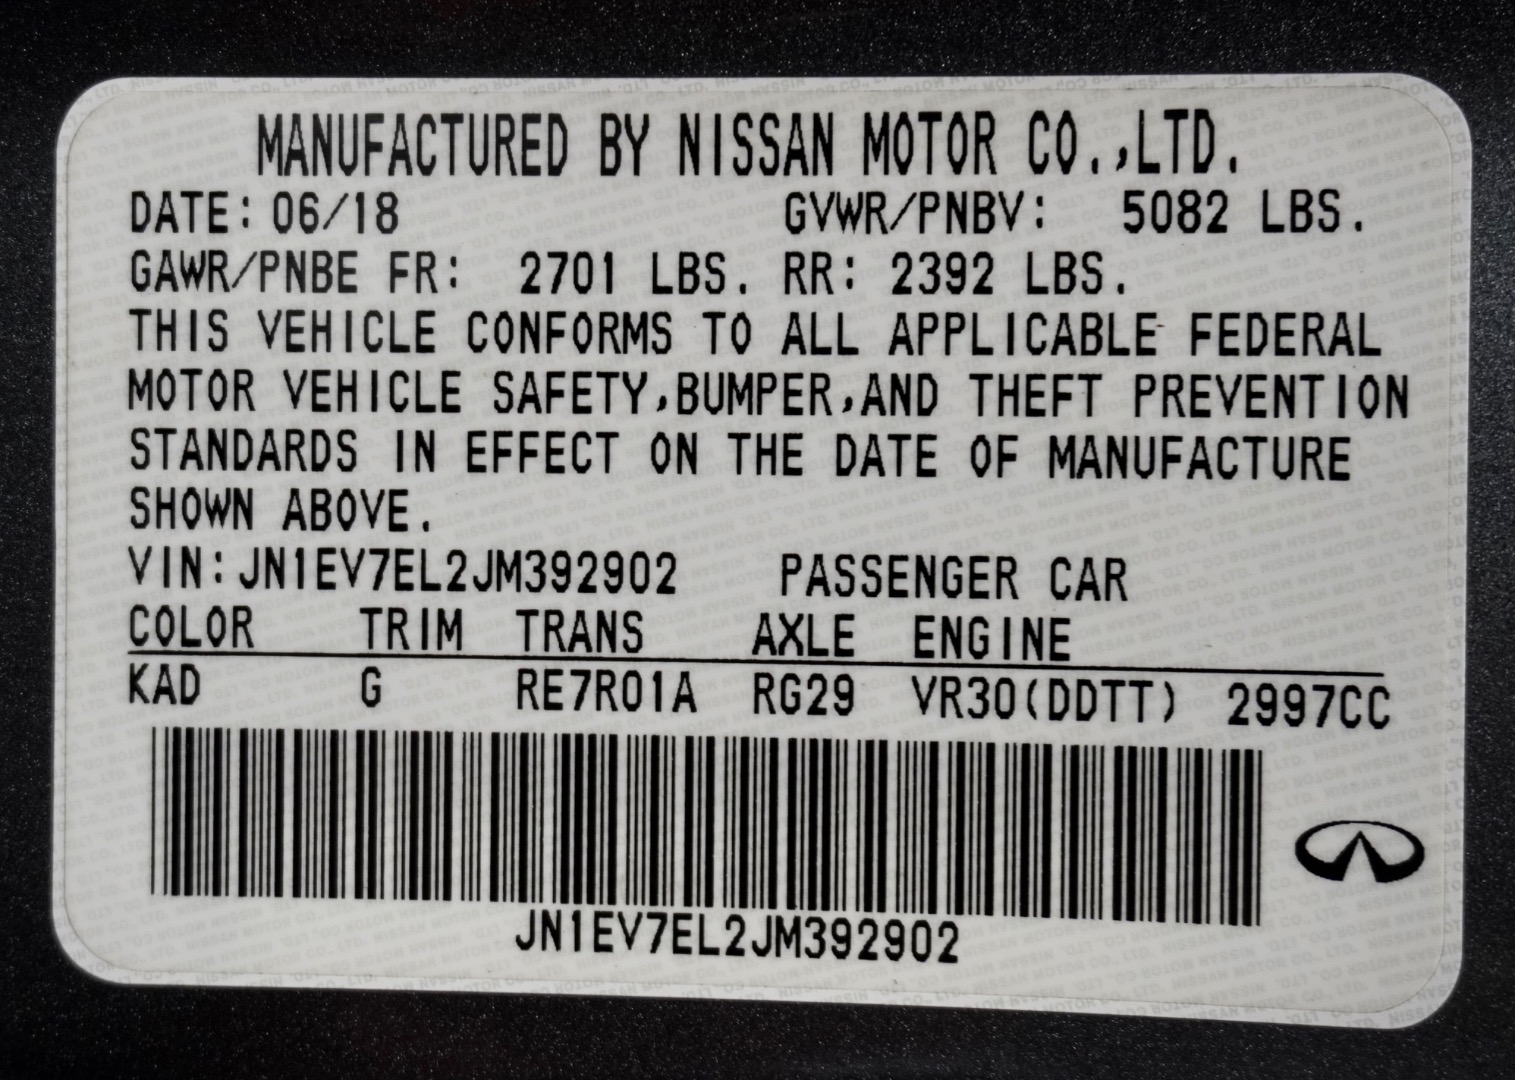 MANUFACTURED BY NISSAN MOTOR CO.,LTD.
DATE: 06/18 GVWR/PNBV: 5082 LBS.
GAWR/PNBE FR: 2701 LBS. RR: 2392 LBS.
THIS VEHICLE CONFORMS TO ALL APPLICABLE FEDERAL
MOTOR VEHICLE SAFETY,BUMPER,AND THEFT PREVENTION
STANDARDS IN EFFECT ON THE DATE OF MANUFACTURE
SHOWN ABOVE.
VIN:JN1EV7EL2JM392902 PASSENGER CAR
COLOR TRIM TRANS AXLE ENGINE
KAD G RE7R01A RG29 VR30(DDTT) 2997CC
JN1EV7EL2JM392902